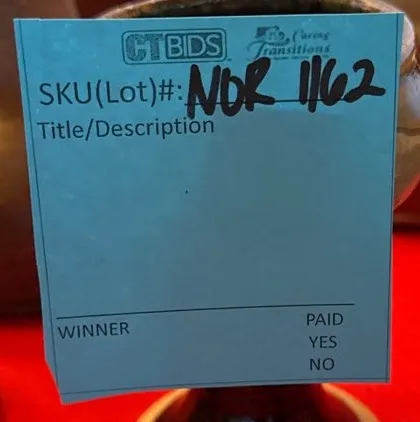 CTBIDS Caring Transitions
SKU(Lot)#: NOR 1162
Title/Description
WINNER PAID
YES
NO